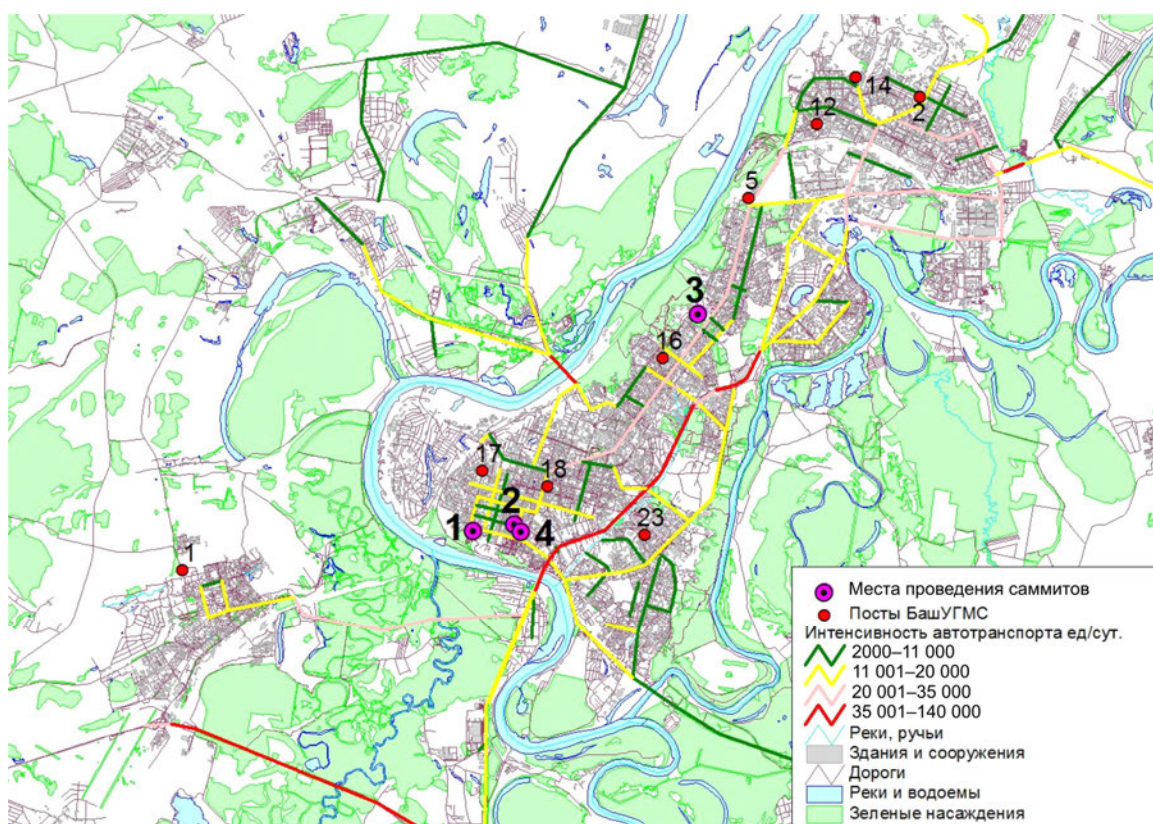 14
2
12
5
3
16
17
18
2
1
4
23
1
Места проведения саммитов
Посты БашУГМС
Интенсивность автотранспорта ед/сут.
2000–11 000
11 001–20 000
20 001–35 000
35 001–140 000
Реки, ручьи
Здания и сооружения
Дороги
Реки и водоемы
Зеленые насаждения